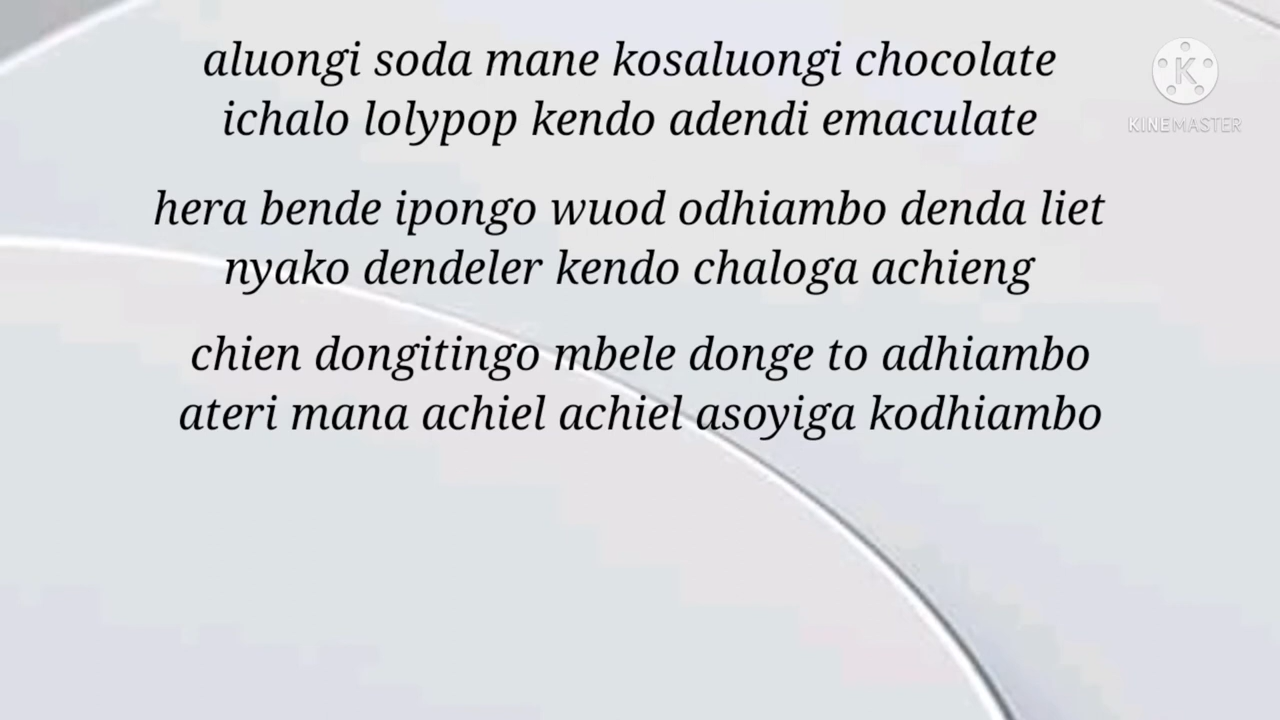 aluongi soda mane kosaluongi chocolate
ichalo lolypop kendo adendi emaculate
hera bende ipongo wuod odhiambo denda liet
nyako dendeler kendo chaloga achieng
chien dongitingo mbele donge to adhiambo
ateri mana achiel achiel asoyiga kodhiambo
K
KINEMASTER